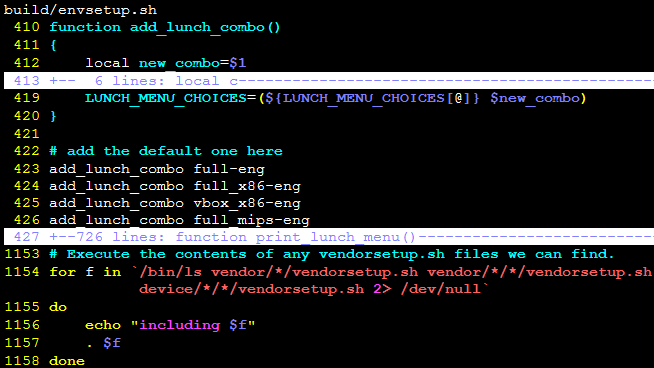 build/envsetup.sh
410 function add_lunch_combo()
411 {
412     local new_combo=$1
413 +--  6 lines: local c----------------------------------------------
419     LUNCH_MENU_CHOICES=(${LUNCH_MENU_CHOICES[@]} $new_combo)
420 }
421
422 # add the default one here
423 add_lunch_combo full-eng
424 add_lunch_combo full_x86-eng
425 add_lunch_combo vbox_x86-eng
426 add_lunch_combo full_mips-eng
427 +--726 lines: function print_lunch_menu()--------------------------
1153 # Execute the contents of any vendorsetup.sh files we can find.
1154 for f in `/bin/ls vendor/*/vendorsetup.sh vendor/*/*/vendorsetup.sh
device/*/*/vendorsetup.sh 2> /dev/null`
1155 do
1156     echo "including $f"
1157     . $f
1158 done